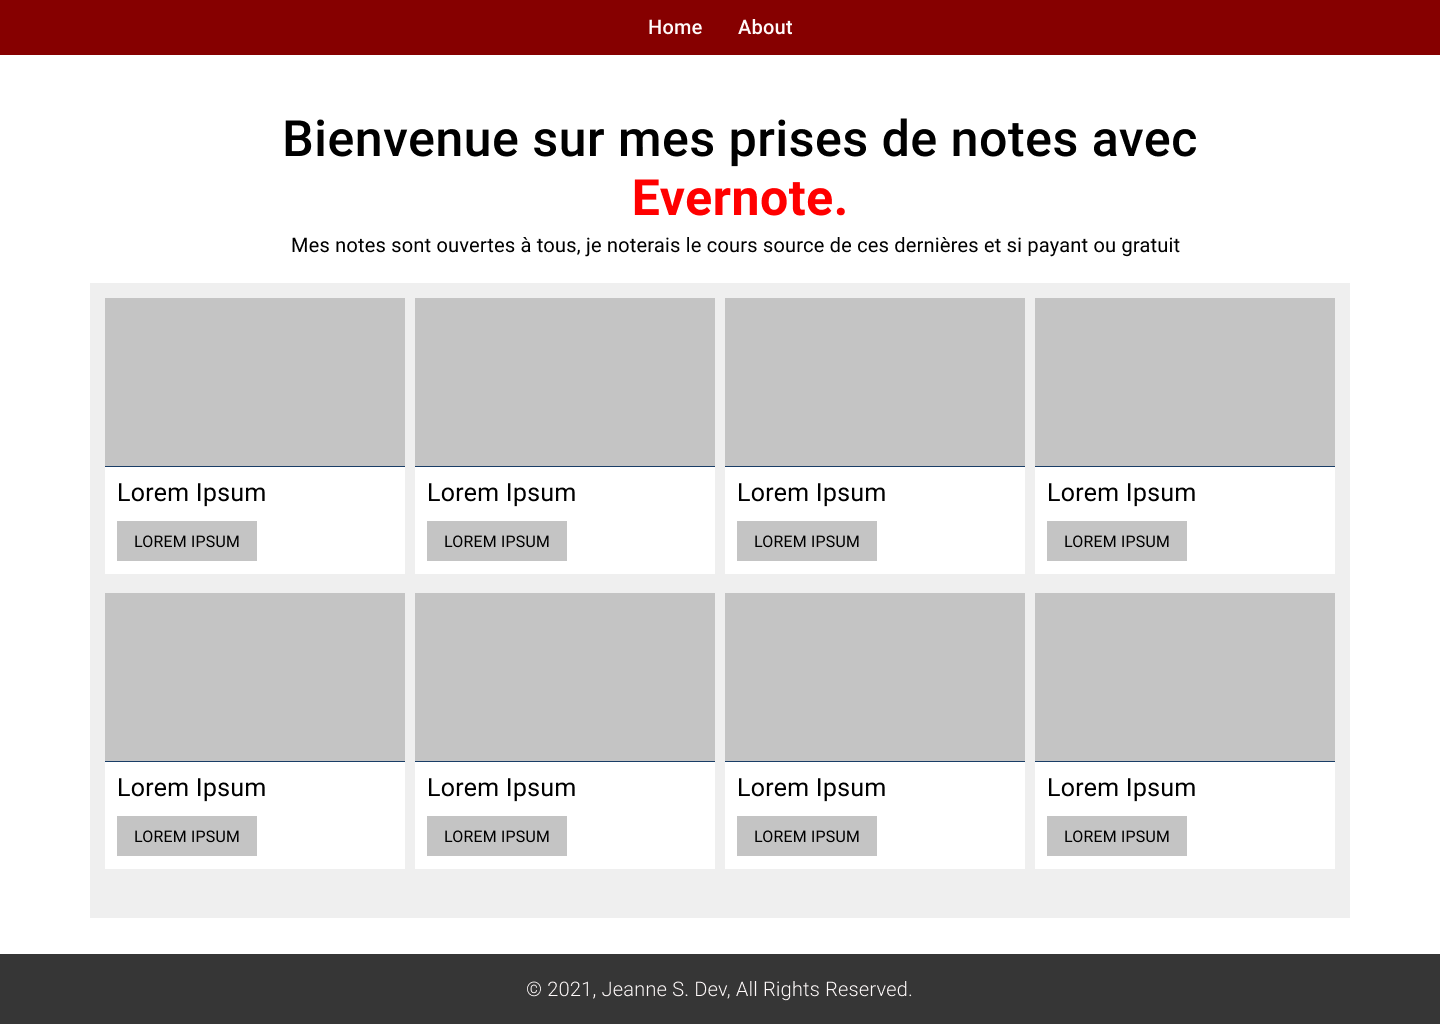 Home About
Bienvenue sur mes prises de notes avec
Evernote.
Mes notes sont ouvertes à tous, je noterais le cours source de ces dernières et si payant ou gratuit
Lorem Ipsum Lorem Ipsum Lorem Ipsum Lorem Ipsum
LOREM IPSUM LOREM IPSUM LOREM IPSUM LOREM IPSUM
Lorem Ipsum Lorem Ipsum Lorem Ipsum Lorem Ipsum
LOREM IPSUM LOREM IPSUM LOREM IPSUM LOREM IPSUM
© 2021, Jeanne S. Dev, All Rights Reserved.